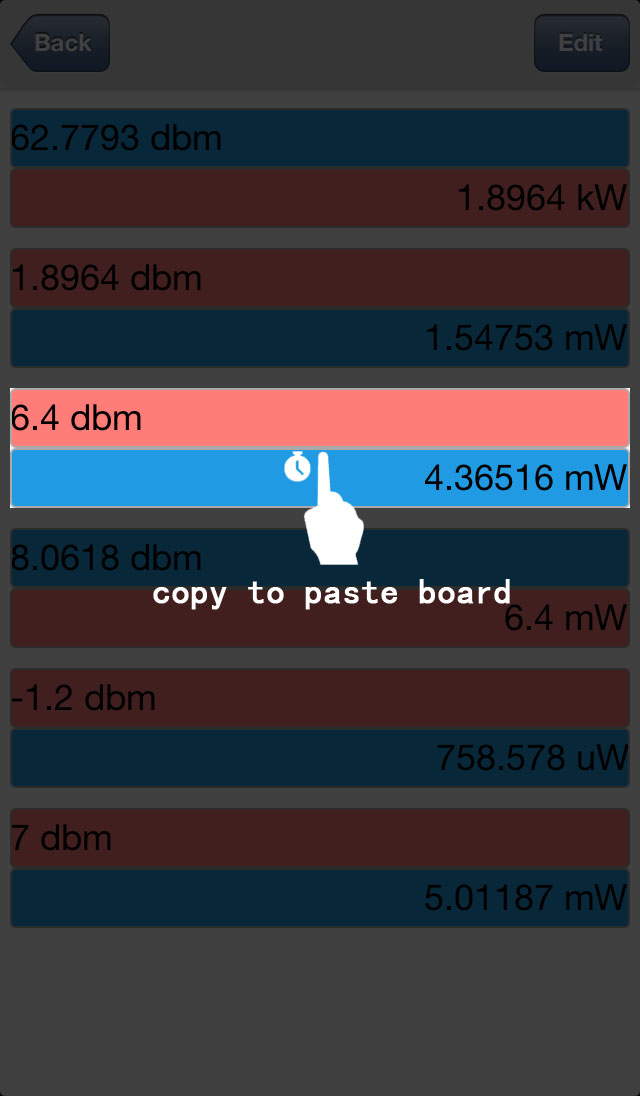 Back
Edit
62.7793 dbm
1.8964 kW
1.8964 dbm
1.54753 mW
6.4 dbm
4.36516 mW
8.0618 dbm
copy to paste board
6.4 mW
-1.2 dbm
758.578 uW
7 dbm
5.01187 mW